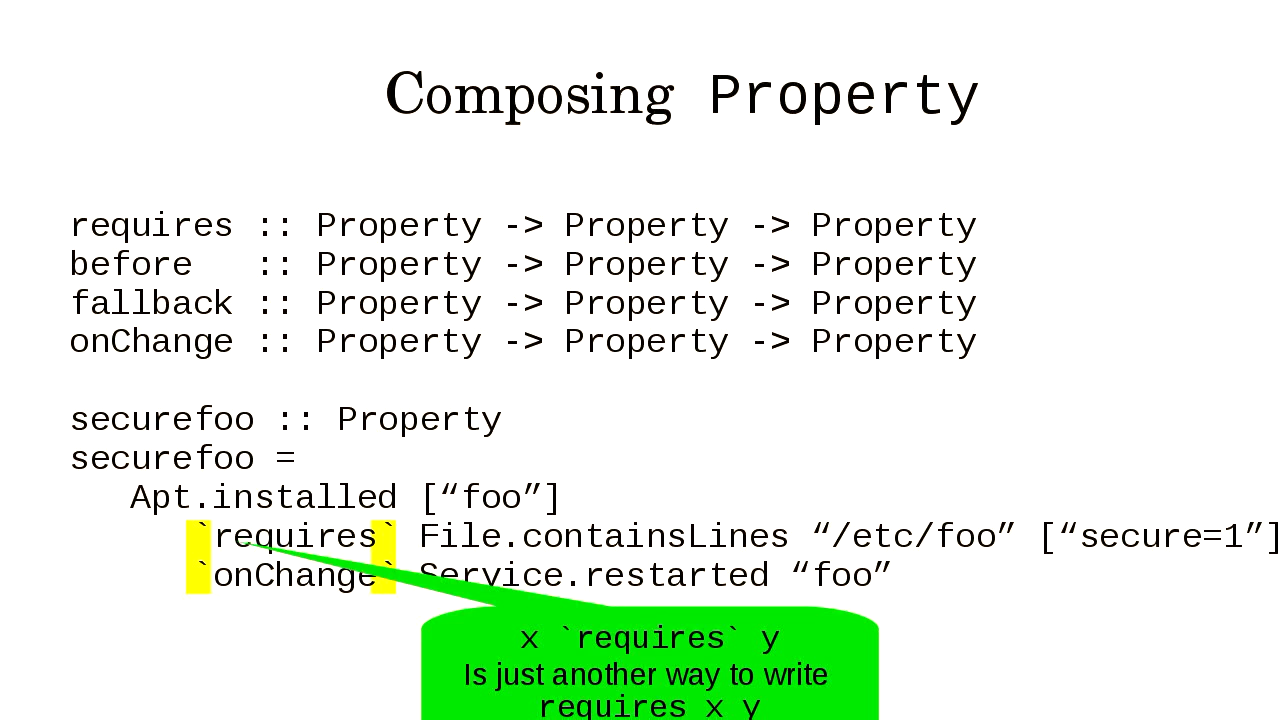 Composing Property
requires :: Property -> Property -> Property
before   :: Property -> Property -> Property
fallback :: Property -> Property -> Property
onChange :: Property -> Property -> Property
securefoo :: Property
securefoo =
   Apt.installed [“foo”]
      `requires` File.containsLines “/etc/foo” [“secure=1”]
      `onChange` Service.restarted “foo”
x `requires` y
Is just another way to write
requires x y